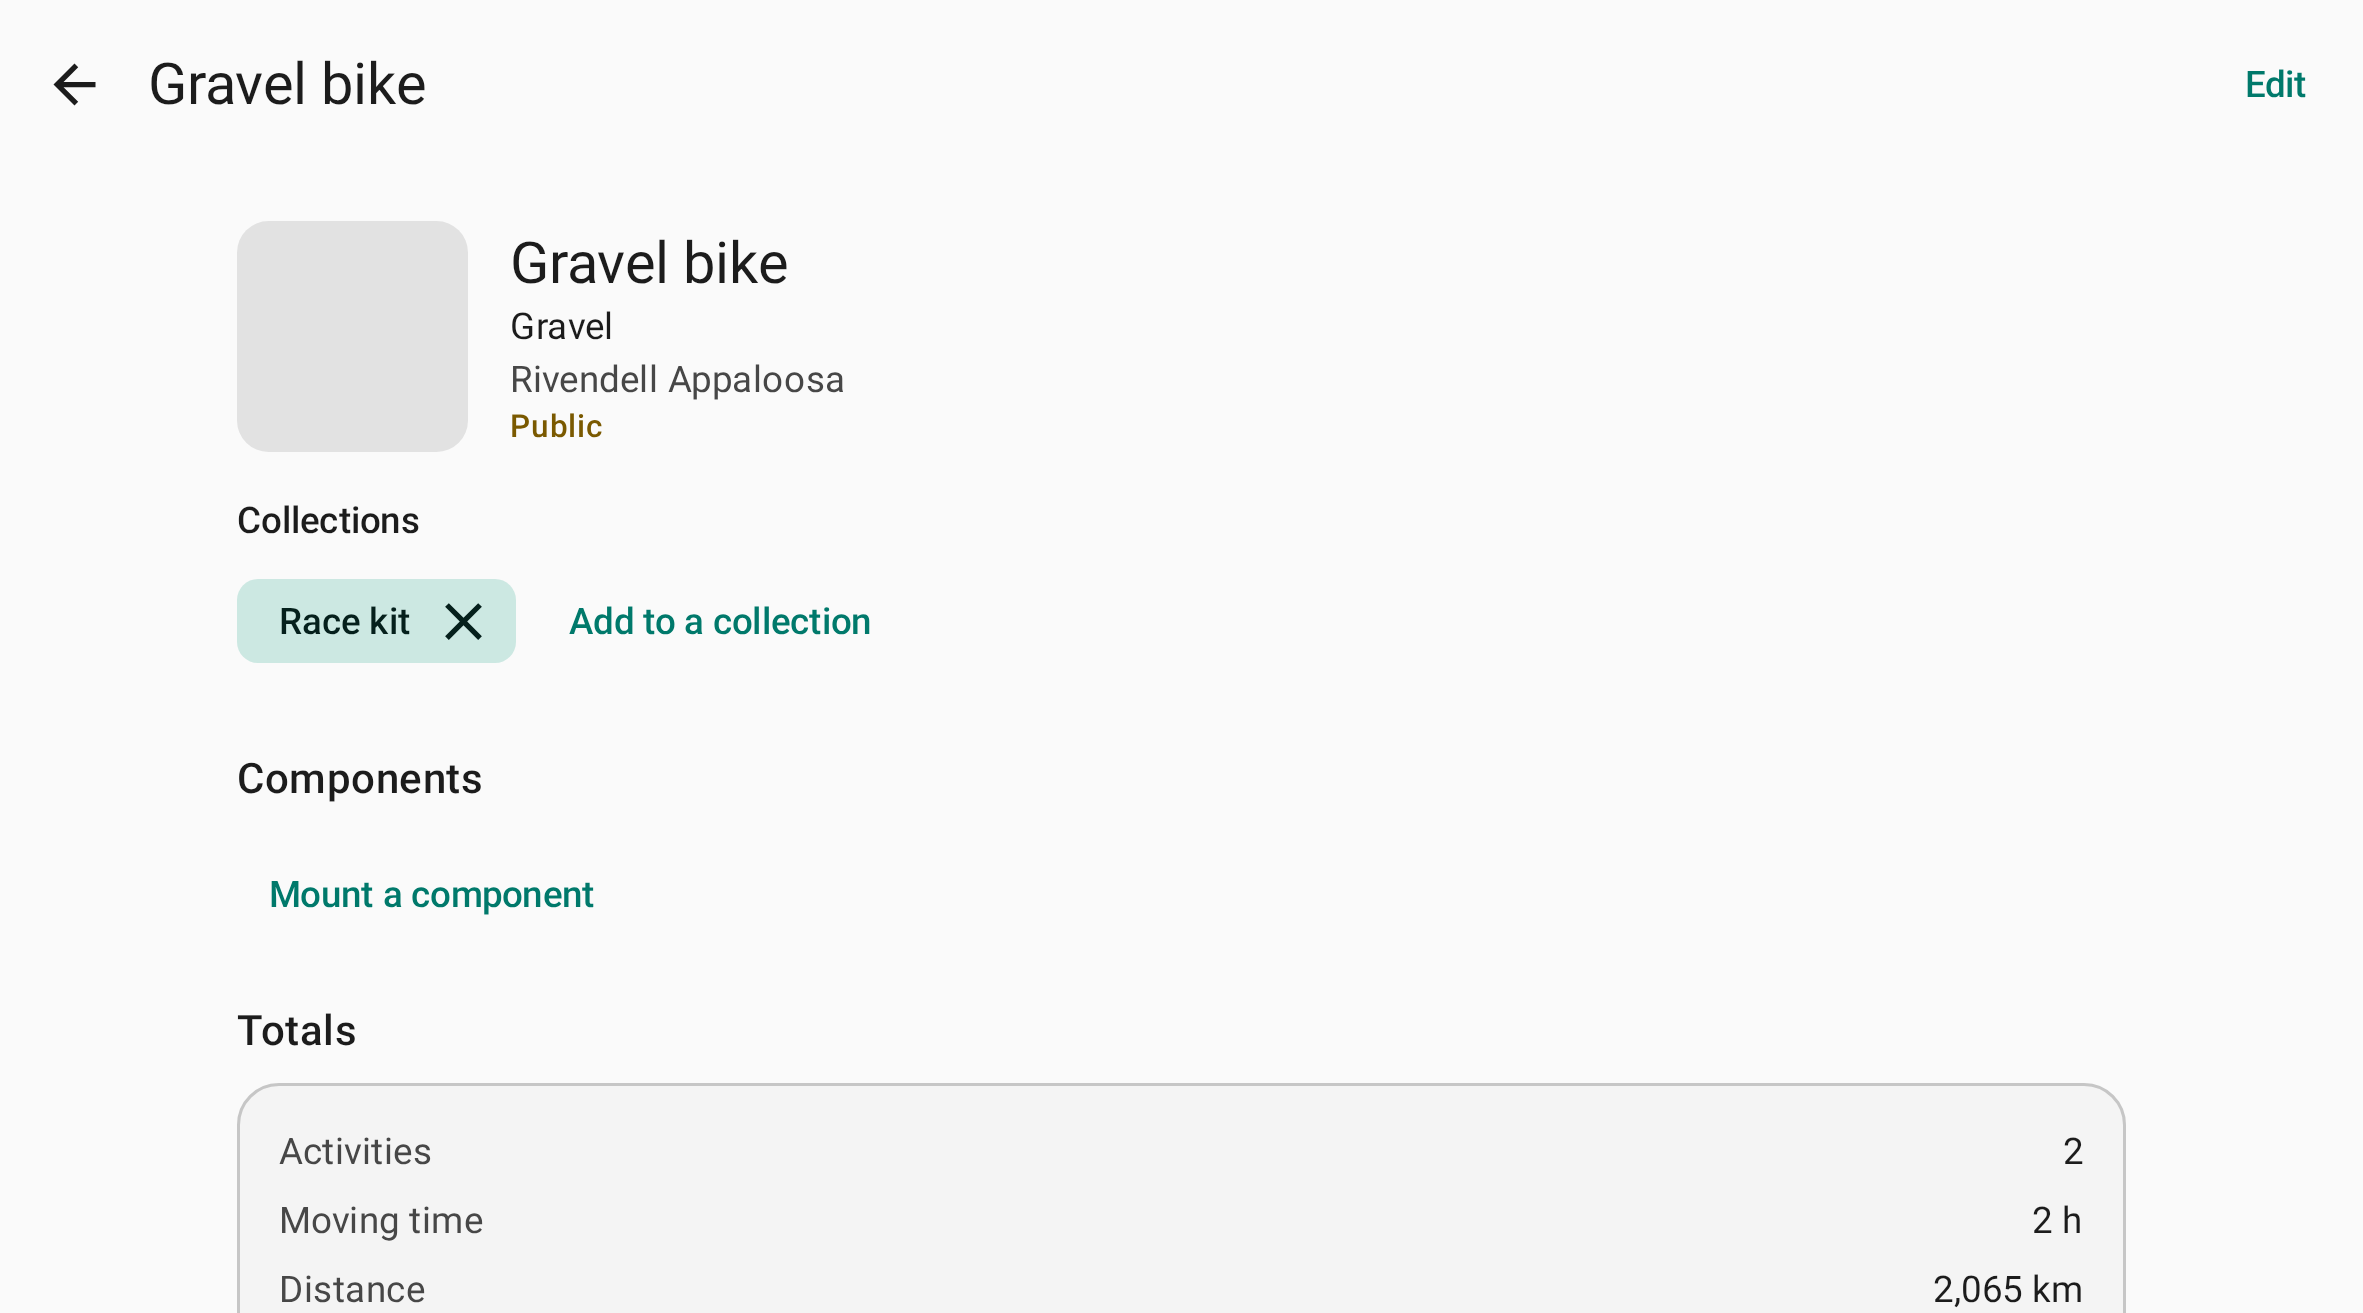 Gravel bike
Edit
Gravel bike
Gravel
Rivendell Appaloosa
Public
Collections
Race kit
Add to a collection
Components
Mount a component
Totals
Activities 2
Moving time 2 h
Distance 2,065 km